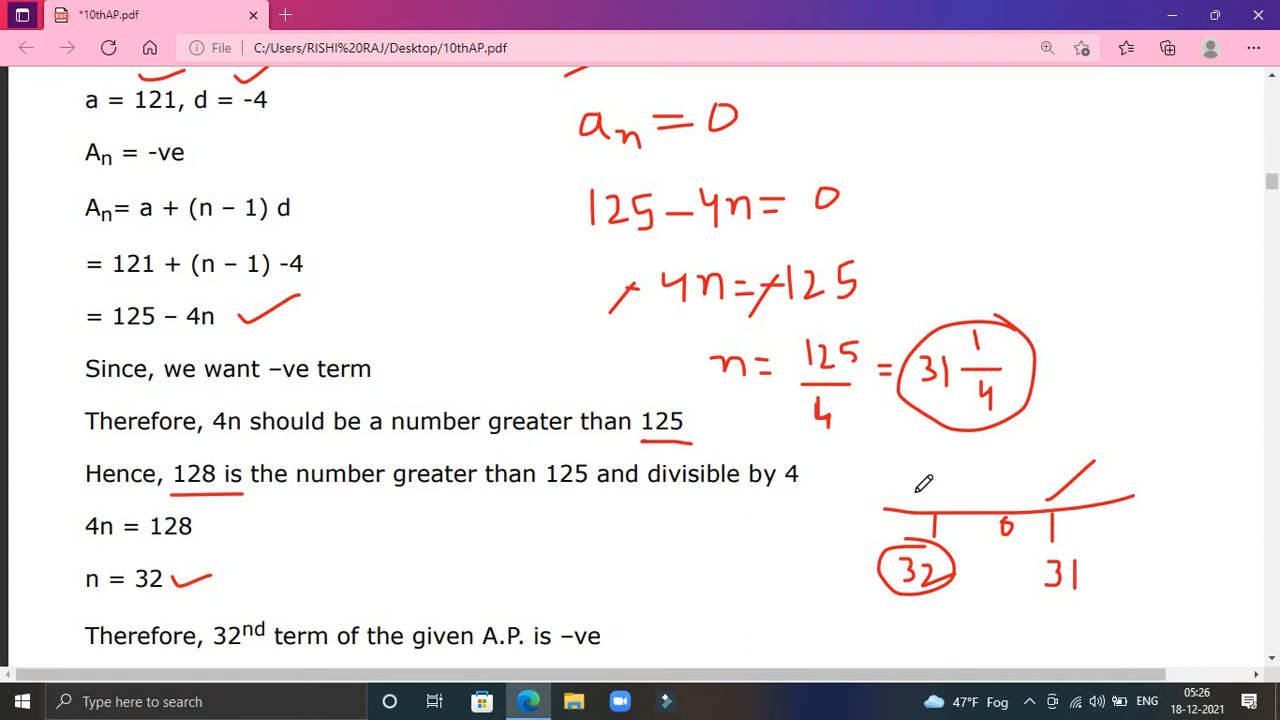 *10thAP.pdf
File C:/Users/RISHI%20RAJ/Desktop/10thAP.pdf
a = 121, d = -4
An = -ve
An= a + (n – 1) d
= 121 + (n – 1) -4
= 125 – 4n
Since, we want –ve term
Therefore, 4n should be a number greater than 125
Hence, 128 is the number greater than 125 and divisible by 4
4n = 128
n = 32
Therefore, 32nd term of the given A.P. is –ve
an = 0
125 – 4n = 0
- 4n = -125
n = 125/4 = 31 1/4
0
32 31
Type here to search
47°F Fog
ENG
05:26
18-12-2021